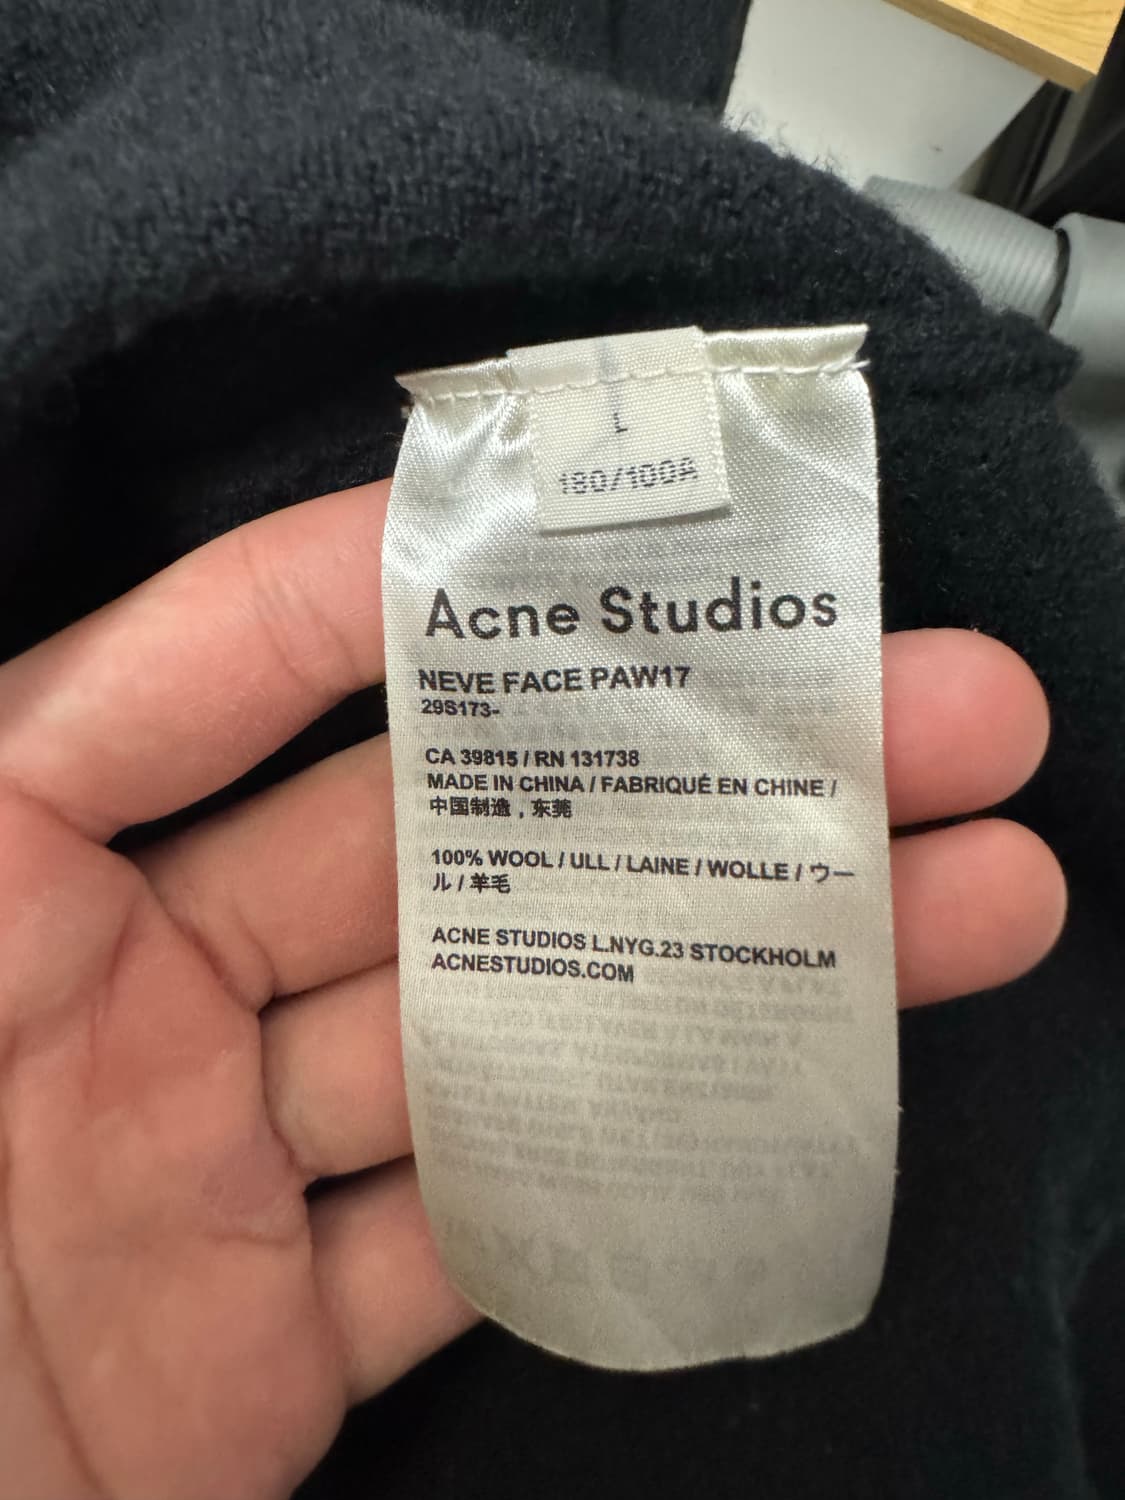 180/100A
Acne Studios
NEVE FACE PAW17
29S173-
CA 39815 / RN 131738
MADE IN CHINA / FABRIQUÉ EN CHINE /
中国制造，东莞
100% WOOL / ULL / LAINE / WOLLE / ウー
ル / 羊毛
ACNE STUDIOS L.NYG.23 STOCKHOLM
ACNESTUDIOS.COM